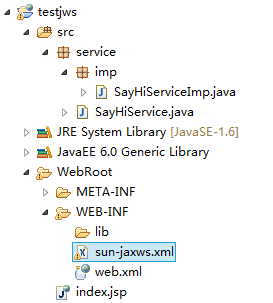 testjws
src
service
imp
SayHiServiceImp.java
SayHiService.java
JRE System Library [JavaSE-1.6]
JavaEE 6.0 Generic Library
WebRoot
META-INF
WEB-INF
lib
sun-jaxws.xml
web.xml
index.jsp